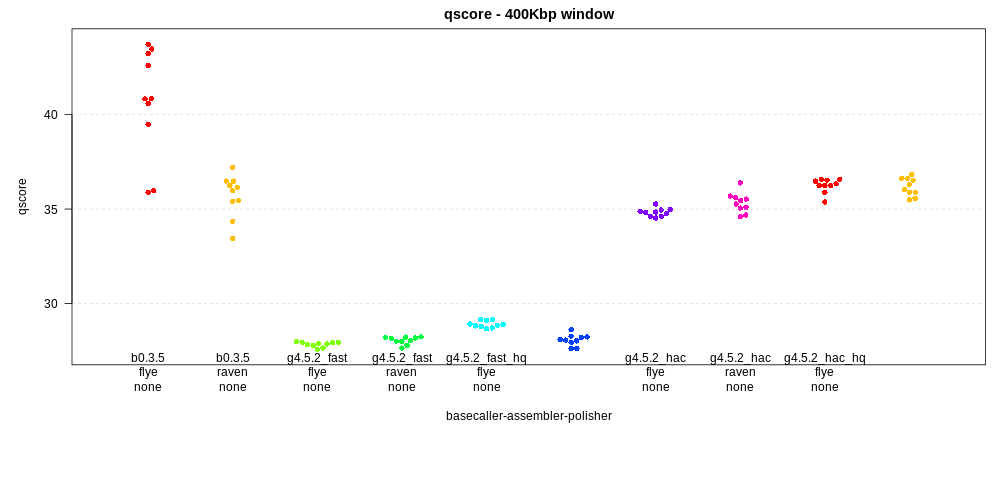 qscore - 400Kbp window
qscore
40
35
30
b0.3.5 b0.3.5 g4.5.2_fast g4.5.2_fast g4.5.2_fast_hq g4.5.2_hac g4.5.2_hac g4.5.2_hac_hq
flye raven flye raven flye flye raven flye
none none none none none none none none
basecaller-assembler-polisher